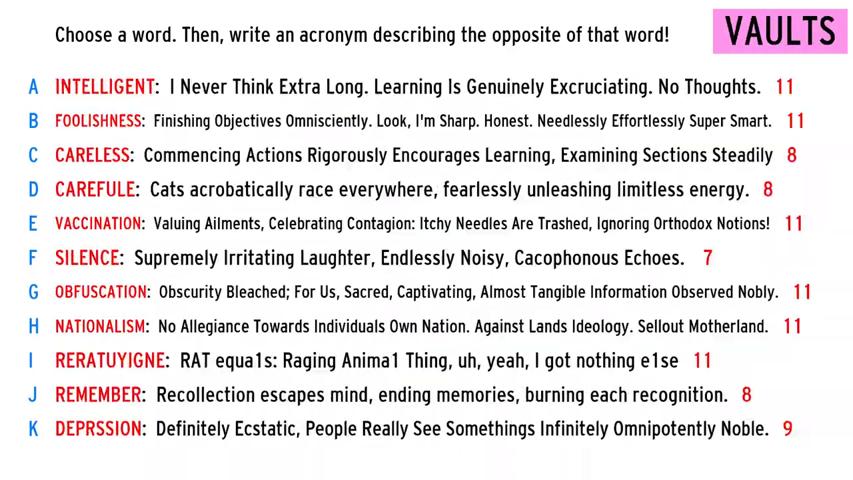 Choose a word. Then, write an acronym describing the opposite of that word! VAULTS
A INTELLIGENT: I Never Think Extra Long. Learning Is Genuinely Excruciating. No Thoughts. 11
B FOOLISHNESS: Finishing Objectives Omnisciently. Look, I'm Sharp. Honest. Needlessly Effortlessly Super Smart. 11
C CARELESS: Commencing Actions Rigorously Encourages Learning, Examining Sections Steadily 8
D CAREFULE: Cats acrobatically race everywhere, fearlessly unleashing limitless energy. 8
E VACCINATION: Valuing Ailments, Celebrating Contagion: Itchy Needles Are Trashed, Ignoring Orthodox Notions! 11
F SILENCE: Supremely Irritating Laughter, Endlessly Noisy, Cacophonous Echoes. 7
G OBFUSCATION: Obscurity Bleached; For Us, Sacred, Captivating, Almost Tangible Information Observed Nobly. 11
H NATIONALISM: No Allegiance Towards Individuals Own Nation. Against Lands Ideology. Sellout Motherland. 11
I RERATUYIGNE: RAT equa1s: Raging Anima1 Thing, uh, yeah, I got nothing e1se 11
J REMEMBER: Recollection escapes mind, ending memories, burning each recognition. 8
K DEPRSSION: Definitely Ecstatic, People Really See Somethings Infinitely Omnipotently Noble. 9